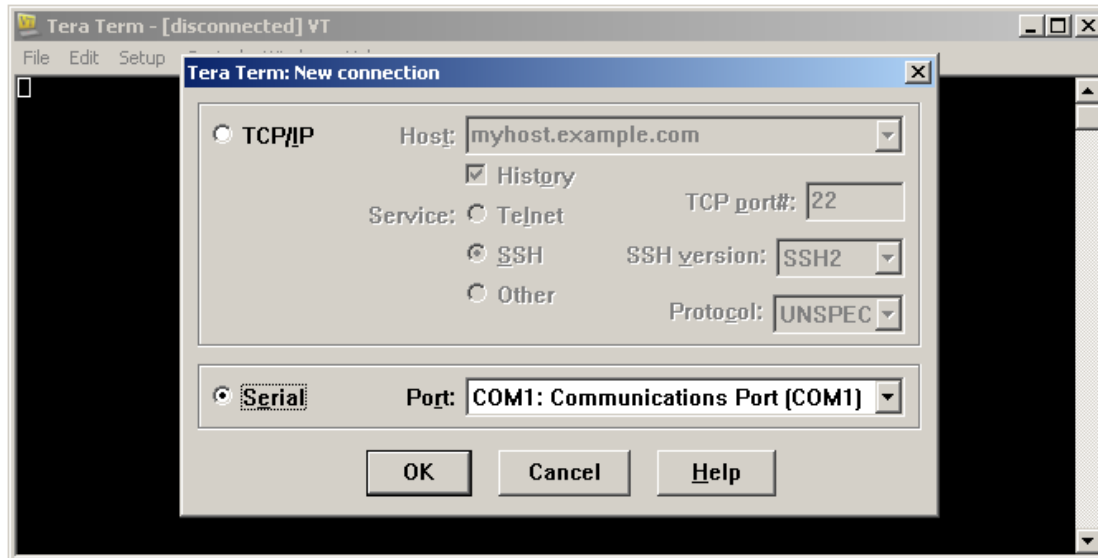 Tera Term - [disconnected] VT
File Edit Setup
Tera Term: New connection
TCP/IP Host: myhost.example.com
History
Service: Telnet TCP port#: 22
SSH SSH version: SSH2
Other Protocol: UNSPEC
Serial Port: COM1: Communications Port (COM1)
OK Cancel Help